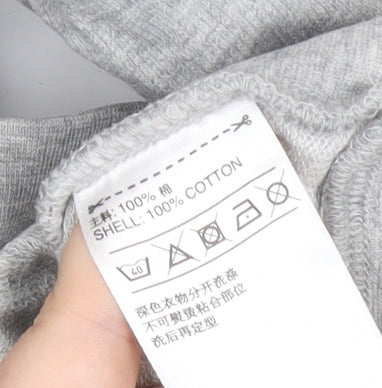 主料: 100% 棉
SHELL: 100% COTTON
40
深色衣物分开洗涤
不可熨烫粘合部位
洗后再定型